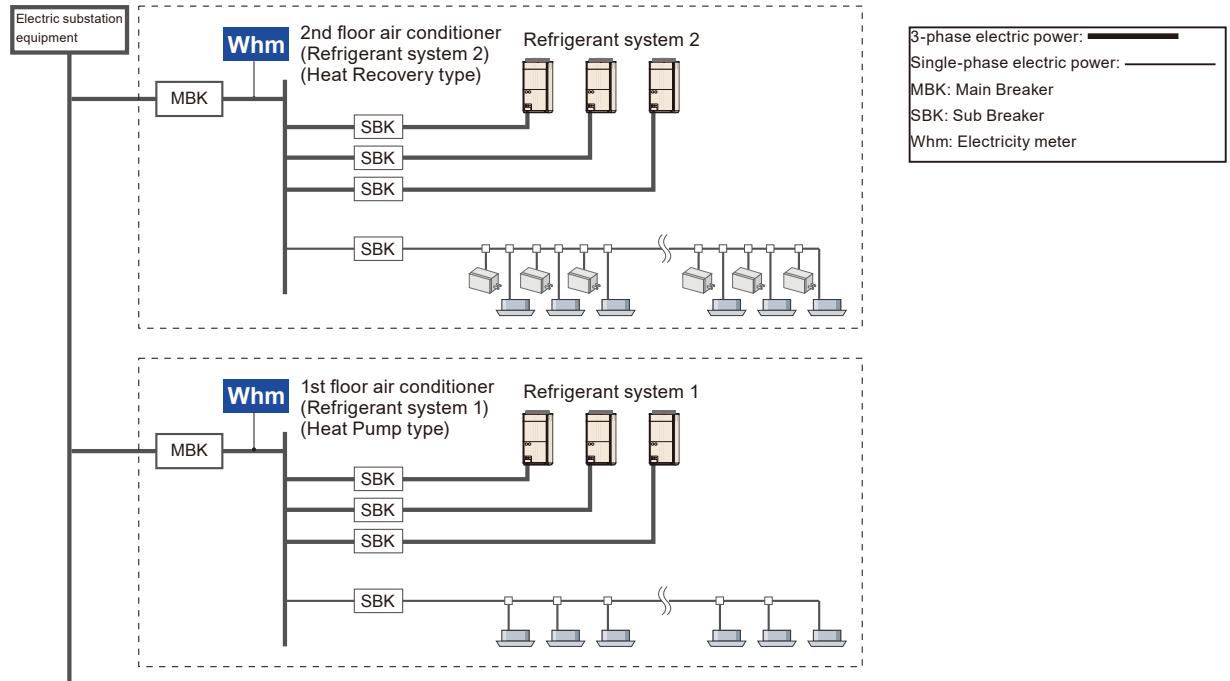 Electric substation
equipment
Whm
2nd floor air conditioner
(Refrigerant system 2)
(Heat Recovery type)
Refrigerant system 2
MBK
SBK
SBK
SBK
SBK
3-phase electric power:
Single-phase electric power:
MBK: Main Breaker
SBK: Sub Breaker
Whm: Electricity meter
Whm
1st floor air conditioner
(Refrigerant system 1)
(Heat Pump type)
Refrigerant system 1
MBK
SBK
SBK
SBK
SBK